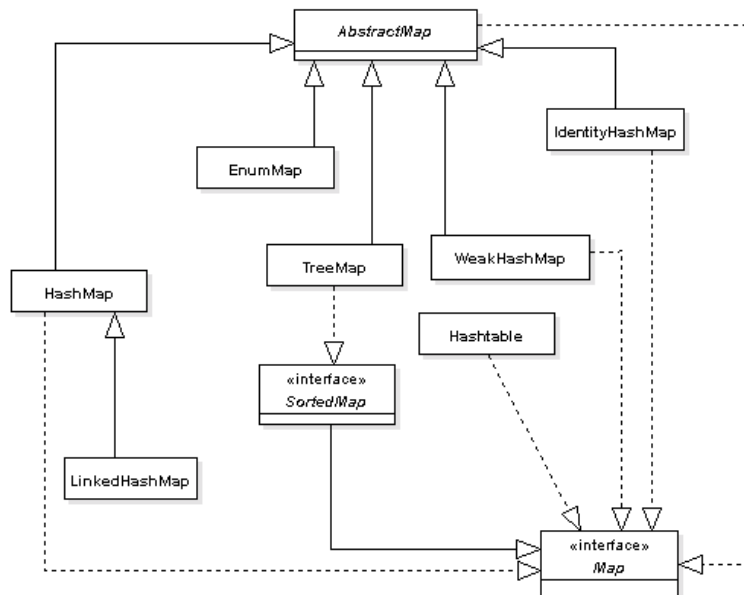 AbstractMap
IdentityHashMap
EnumMap
WeakHashMap
TreeMap
HashMap
Hashtable
«interface»
SortedMap
LinkedHashMap
«interface»
Map